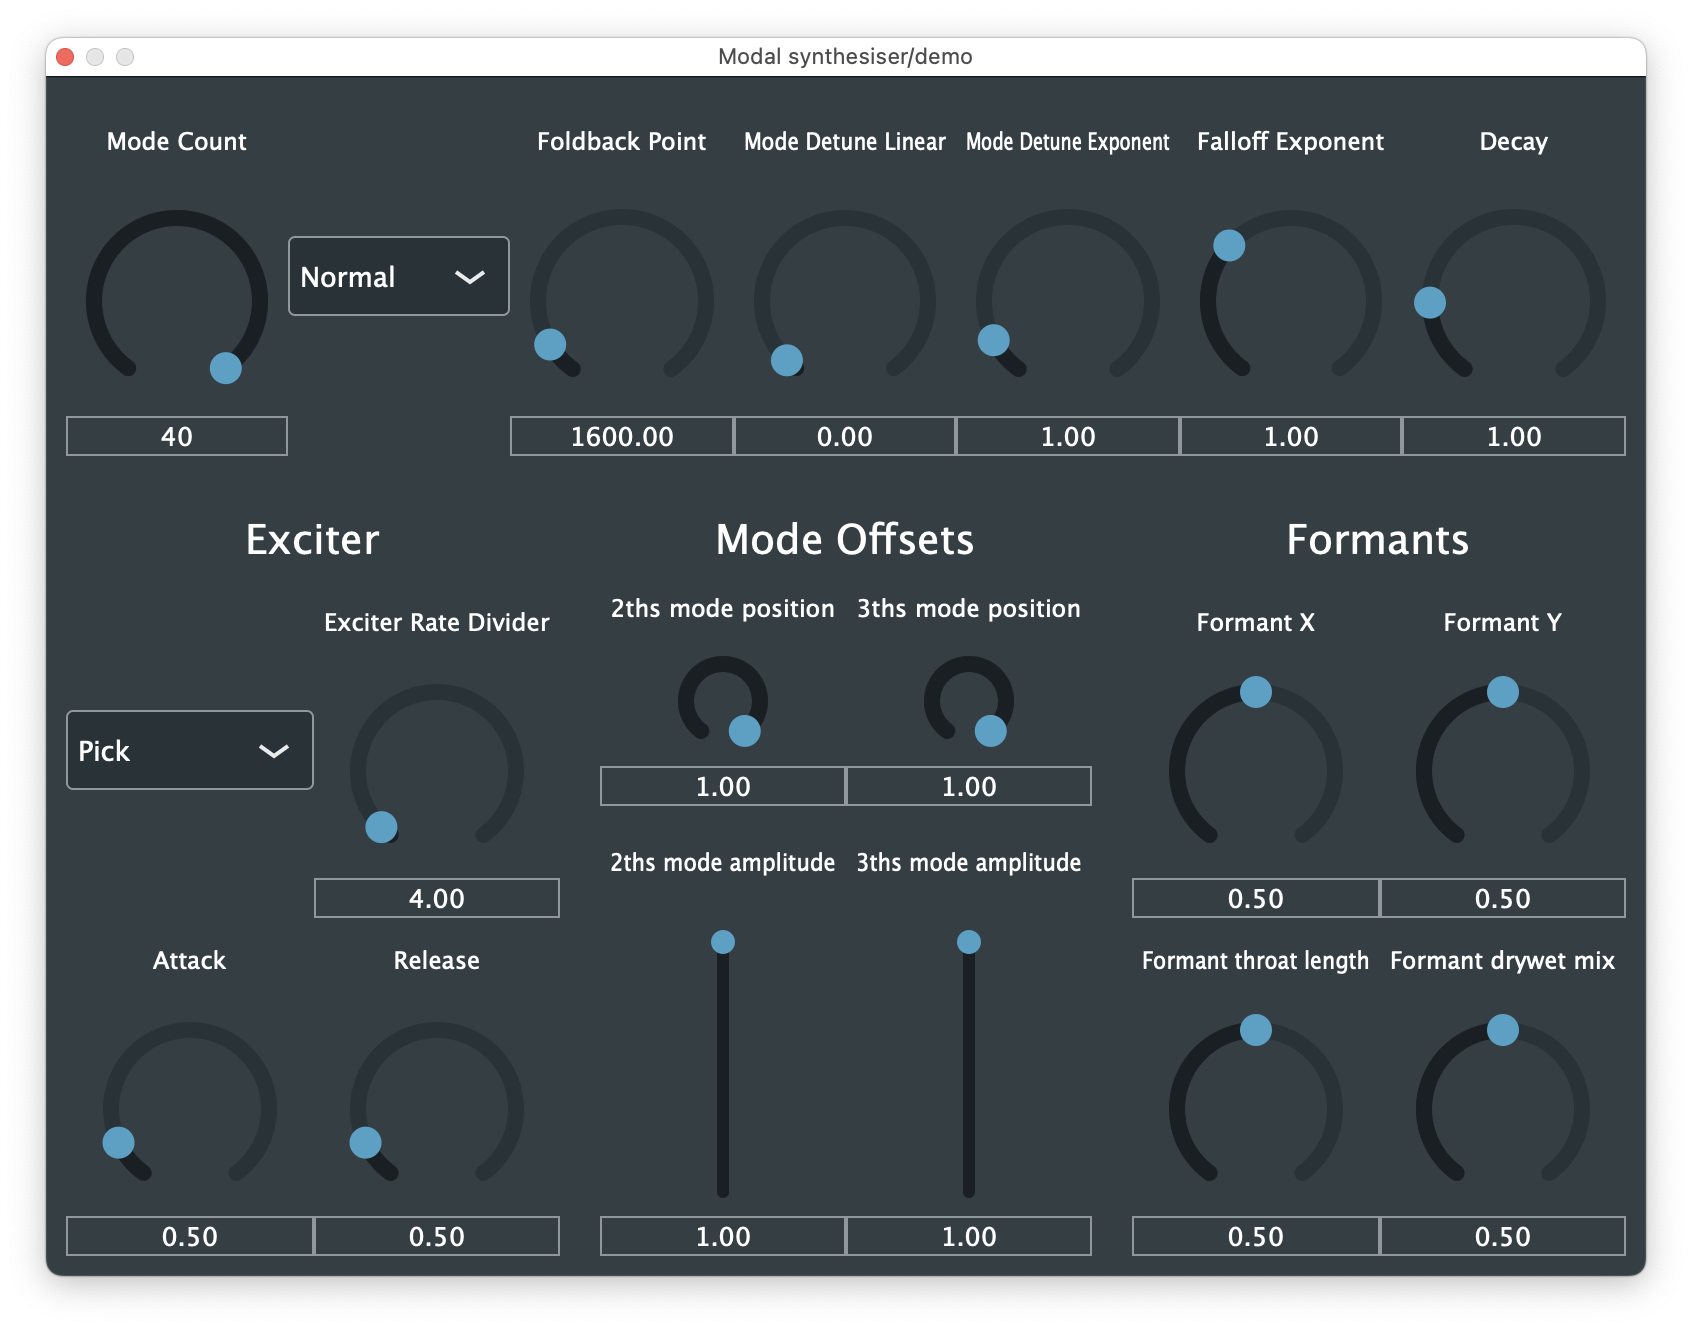 Modal synthesiser/demo
Mode Count
Foldback Point
Mode Detune Linear
Mode Detune Exponent
Falloff Exponent
Decay
Normal
40
1600.00
0.00
1.00
1.00
1.00
Exciter
Exciter Rate Divider
Pick
4.00
Attack
Release
0.50
0.50
Mode Offsets
2ths mode position
3ths mode position
1.00
1.00
2ths mode amplitude
3ths mode amplitude
1.00
1.00
Formants
Formant X
Formant Y
0.50
0.50
Formant throat length
Formant drywet mix
0.50
0.50